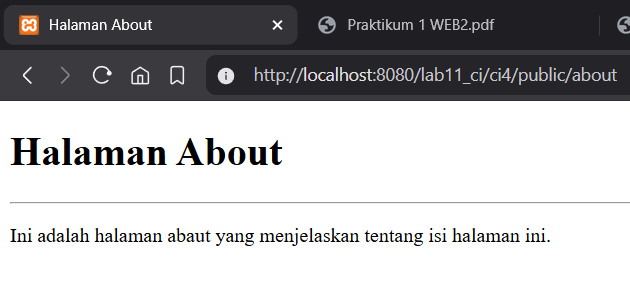 Halaman About
Praktikum 1 WEB2.pdf
http://localhost:8080/lab11_ci/ci4/public/about
Halaman About
Ini adalah halaman abaut yang menjelaskan tentang isi halaman ini.